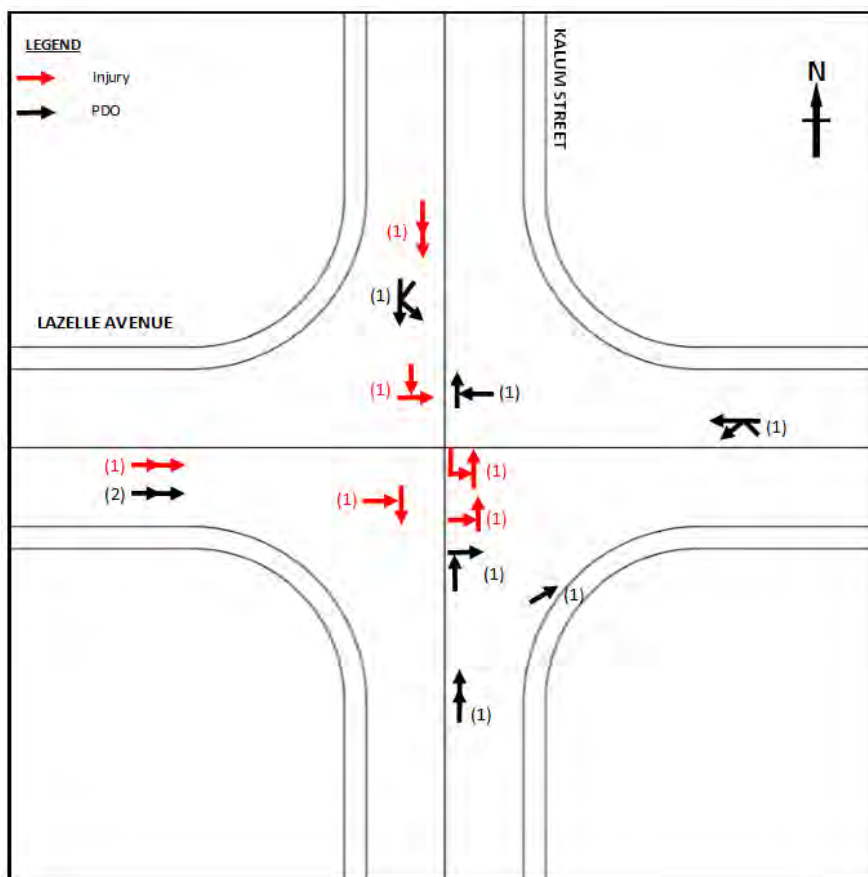 LEGEND
Injury
PDO
KALUM STREET
N
(1)
(1)
LAZELLE AVENUE
(1)
(1)
(1)
(1)
(1)
(2)
(1)
(1)
(1)
(1)
(1)